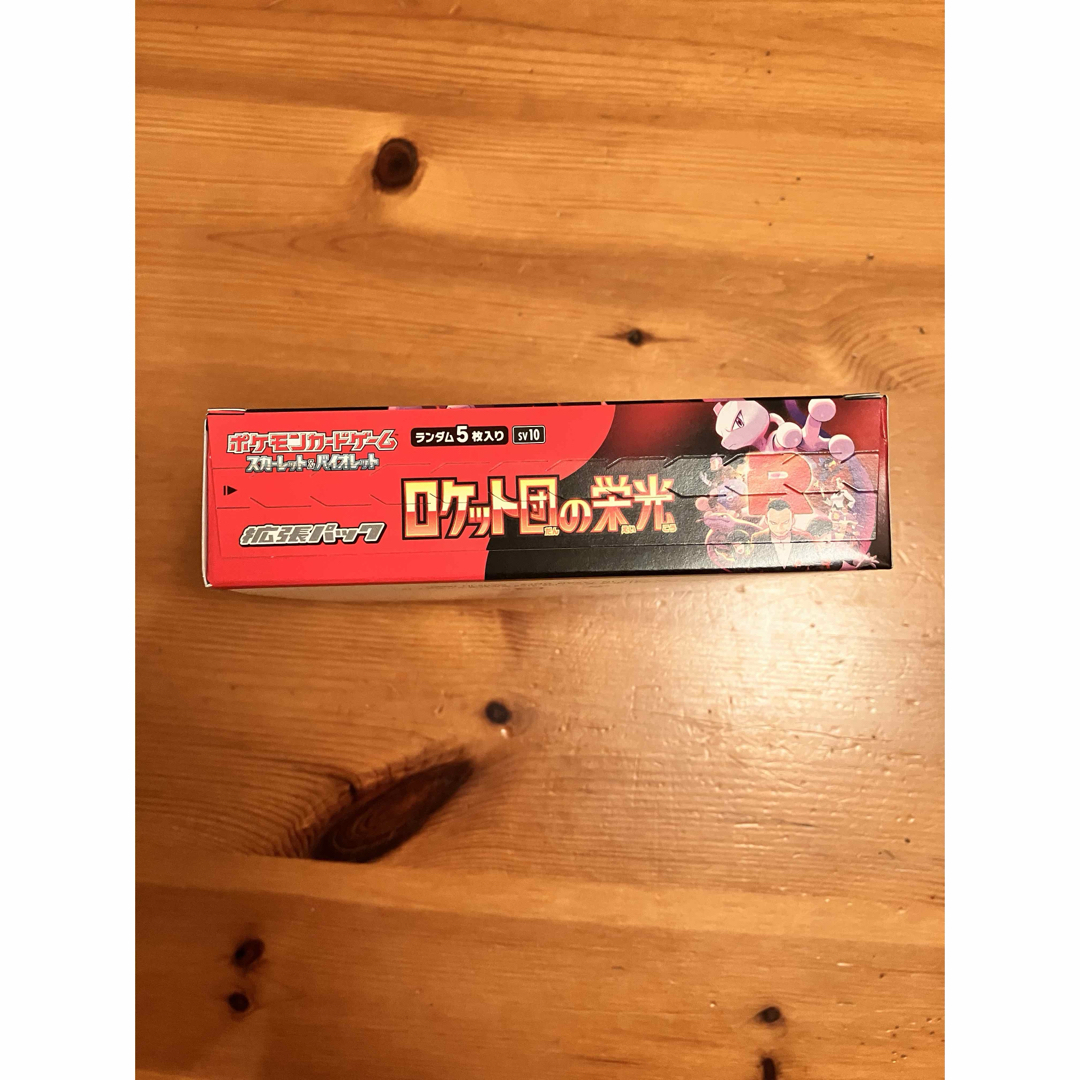 ポケモンカードゲーム
スカーレット&バイオレット
ランダム5枚入り SV10
拡張パック
ロケット団の栄光
R